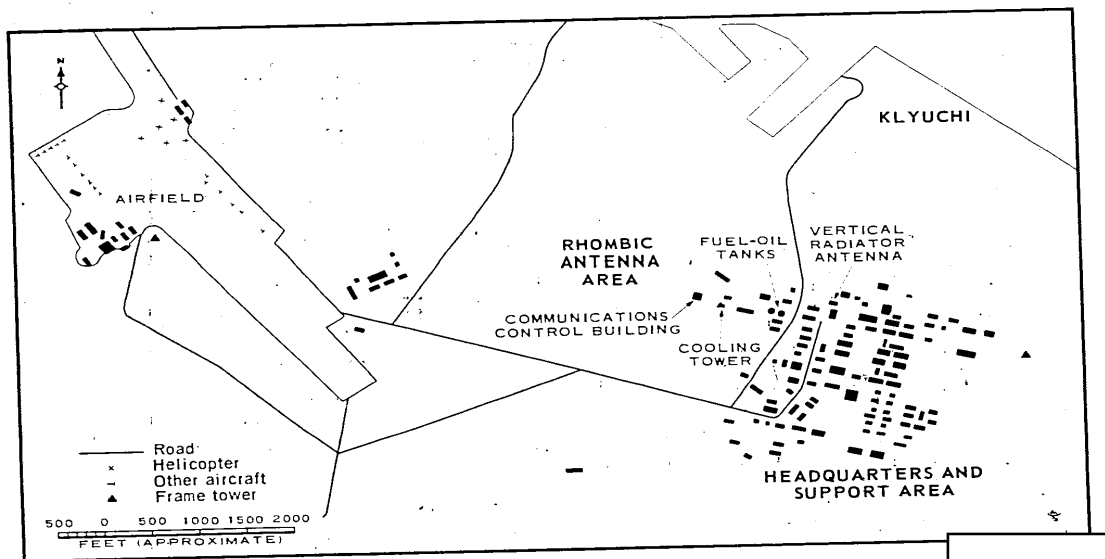 N
KLYUCHI
AIRFIELD
RHOMBIC
ANTENNA
AREA
FUEL-OIL
TANKS
VERTICAL
RADIATOR
ANTENNA
COMMUNICATIONS
CONTROL BUILDING
COOLING
TOWER
HEADQUARTERS AND
SUPPORT AREA
Road
Helicopter
Other aircraft
Frame tower
500 0 500 1000 1500 2000
FEET (APPROXIMATE)